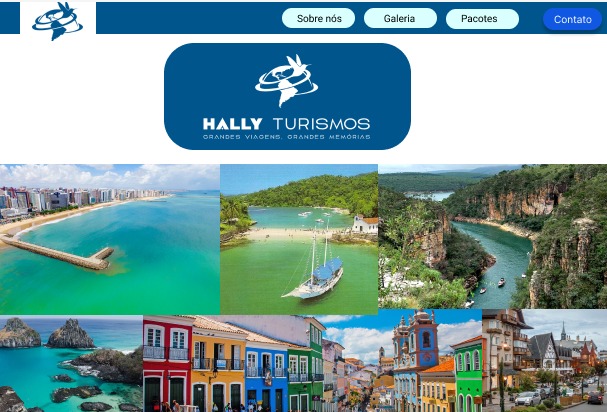 Sobre nós
Galeria
Pacotes
Contato
HALLY TURISMOS
GRANDES VIAGENS, GRANDES MEMÓRIAS